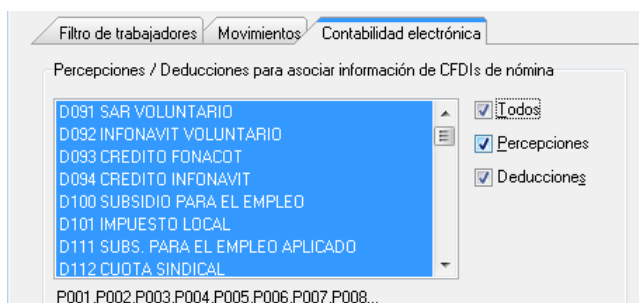 Filtro de trabajadores Movimientos Contabilidad electrónica
Percepciones / Deducciones para asociar información de CFDIs de nómina
D091 SAR VOLUNTARIO
D092 INFONAVIT VOLUNTARIO
D093 CREDITO FONACOT
D094 CREDITO INFONAVIT
D100 SUBSIDIO PARA EL EMPLEO
D101 IMPUESTO LOCAL
D111 SUBS. PARA EL EMPLEO APLICADO
D112 CUOTA SINDICAL
Todos
Percepciones
Deducciones
P001,P002,P003,P004,P005,P006,P007,P008...